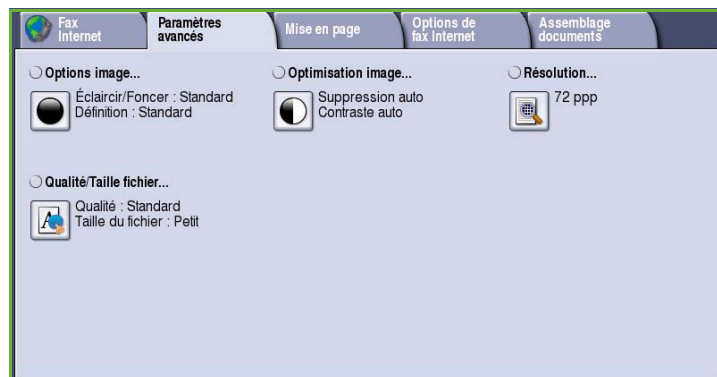 Fax
Internet
Paramètres
avancés
Mise en page
Options de
fax Internet
Assemblage
documents
Options image...
Éclaircir/Foncer : Standard
Définition : Standard
Optimisation image...
Suppression auto
Contraste auto
Résolution...
72 ppp
Qualité/Taille fichier...
Qualité : Standard
Taille du fichier : Petit